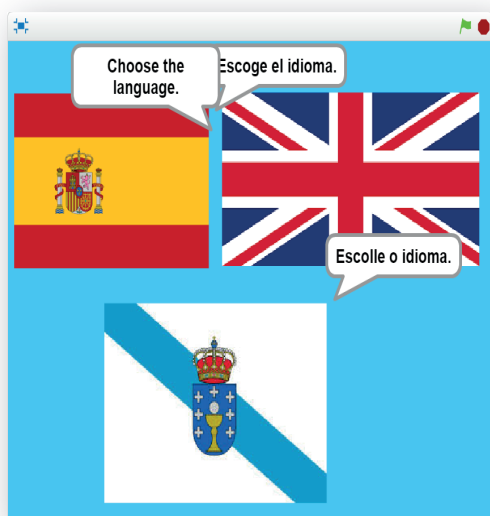 Choose the
language.
Escoge el idioma.
Escolle o idioma.